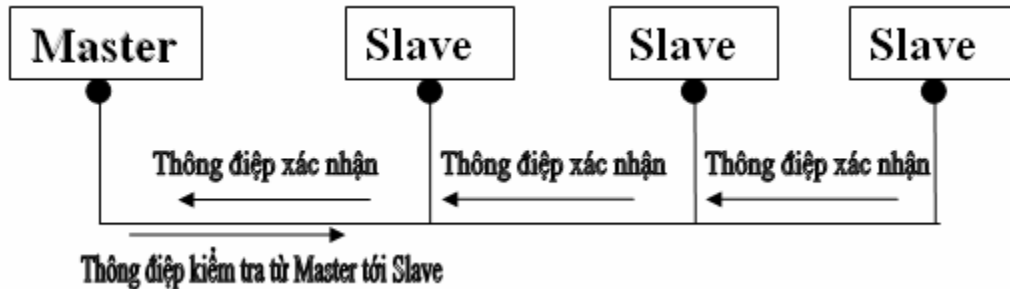 Master
Slave
Slave
Slave
Thông điệp xác nhận
Thông điệp xác nhận
Thông điệp xác nhận
Thông điệp kiểm tra từ Master tới Slave